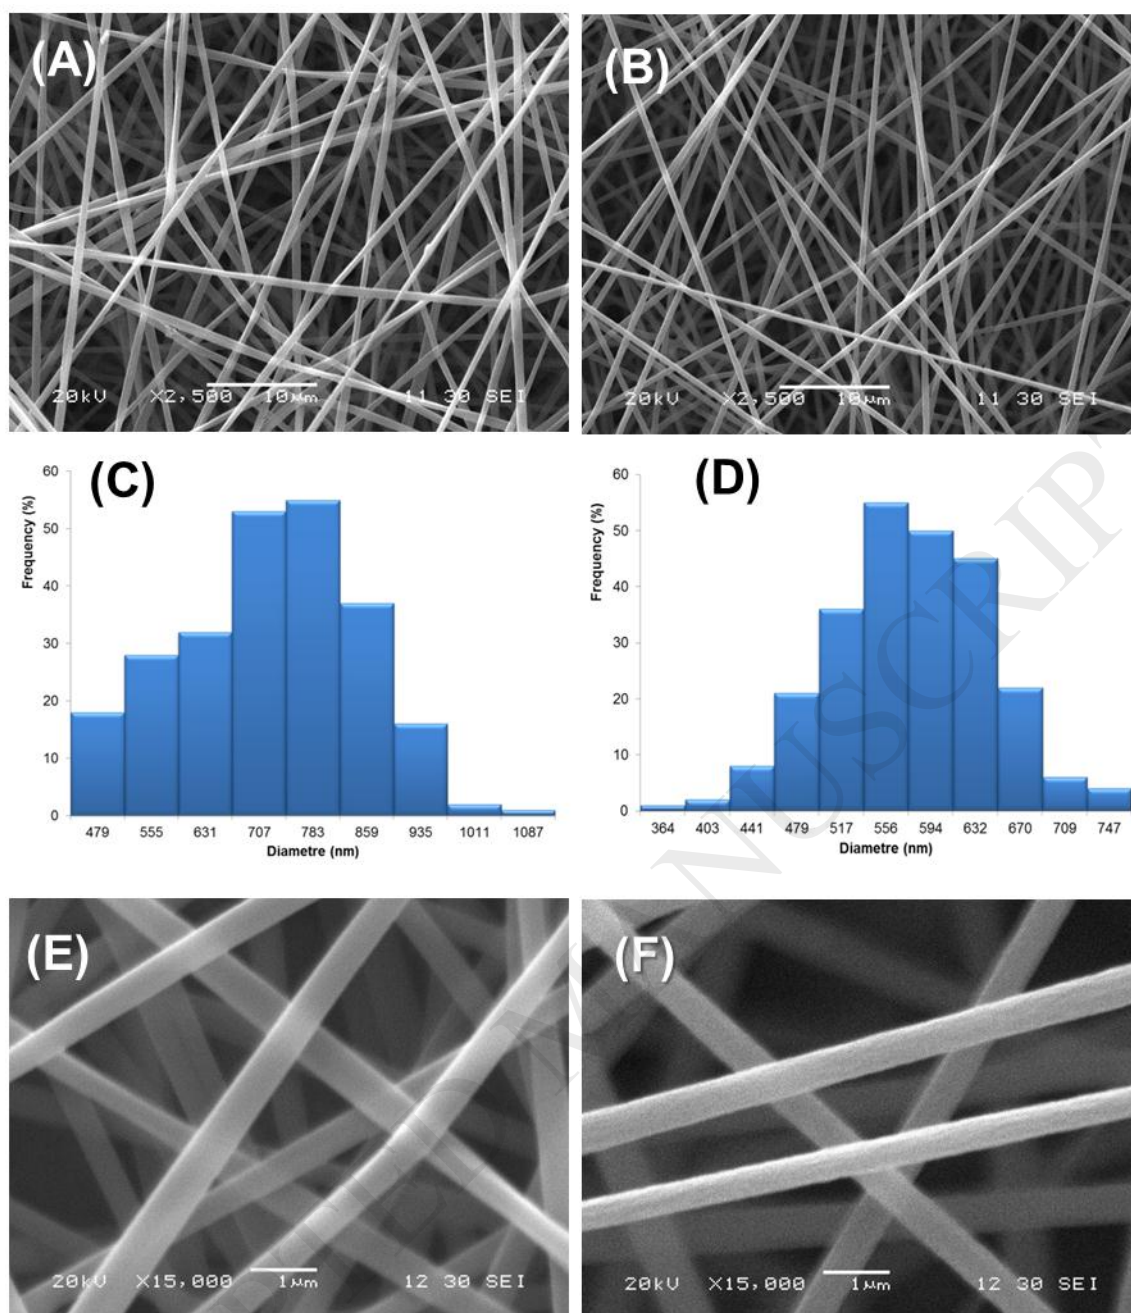 (A)
20kV X2,500 10µm 11 30 SEI
(B)
20kV X2,500 10µm 11 30 SEI
(C)
Frequency (%)
60
50
40
30
20
10
0
479 555 631 707 783 859 935 1011 1087
Diametre (nm)
(D)
Frequency (%)
60
50
40
30
20
10
0
364 403 441 479 517 556 594 632 670 709 747
Diametre (nm)
(E)
20kV X15,000 1µm 12 30 SEI
(F)
20kV X15,000 1µm 12 30 SEI